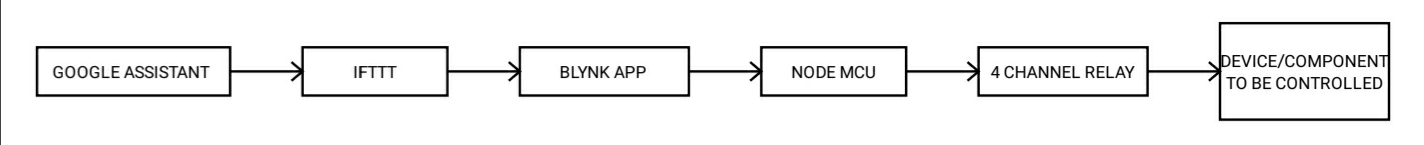 GOOGLE ASSISTANT
IFTTT
BLYNK APP
NODE MCU
4 CHANNEL RELAY
DEVICE/COMPONENT
TO BE CONTROLLED